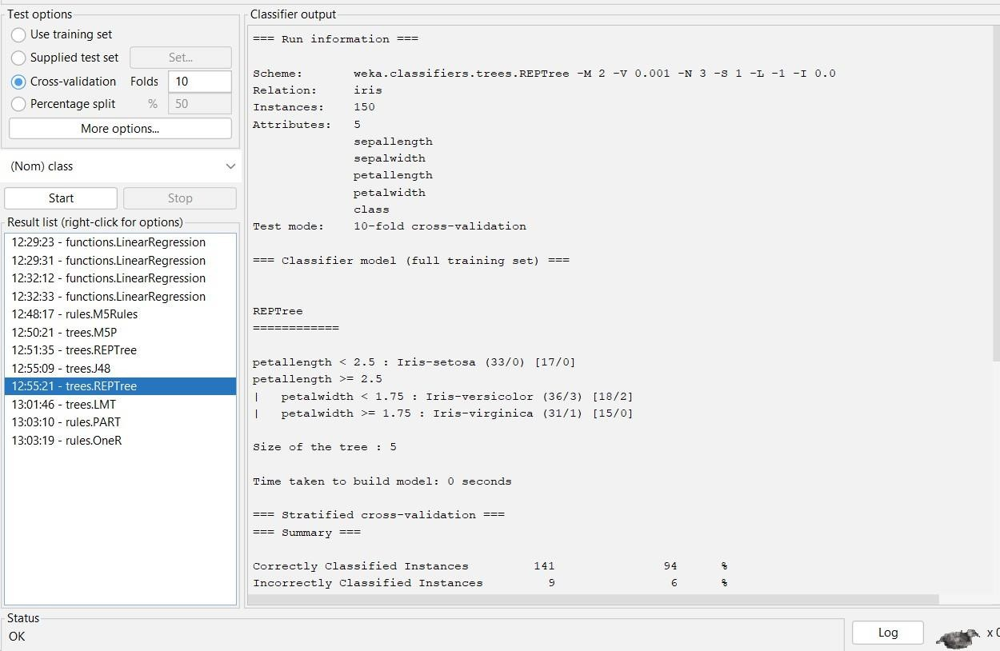 Test options
Use training set
Supplied test set Set...
Cross-validation Folds 10
Percentage split % 50
More options...
(Nom) class
Start Stop
Result list (right-click for options)
12:29:23 - functions.LinearRegression
12:29:31 - functions.LinearRegression
12:32:12 - functions.LinearRegression
12:32:33 - functions.LinearRegression
12:48:17 - rules.M5Rules
12:50:21 - trees.M5P
12:51:35 - trees.REPTree
12:55:09 - trees.J48
12:55:21 - trees.REPTree
13:01:46 - trees.LMT
13:03:10 - rules.PART
13:03:19 - rules.OneR
Classifier output
=== Run information ===
Scheme: weka.classifiers.trees.REPTree -M 2 -V 0.001 -N 3 -S 1 -L -1 -I 0.0
Relation: iris
Instances: 150
Attributes: 5
sepallength
sepalwidth
petallength
petalwidth
class
Test mode: 10-fold cross-validation
=== Classifier model (full training set) ===
REPTree
============
petallength < 2.5 : Iris-setosa (33/0) [17/0]
petallength >= 2.5
|   petalwidth < 1.75 : Iris-versicolor (36/3) [18/2]
|   petalwidth >= 1.75 : Iris-virginica (31/1) [15/0]
Size of the tree : 5
Time taken to build model: 0 seconds
=== Stratified cross-validation ===
=== Summary ===
Correctly Classified Instances 141 94 %
Incorrectly Classified Instances 9 6 %
Status
OK
Log
x 0